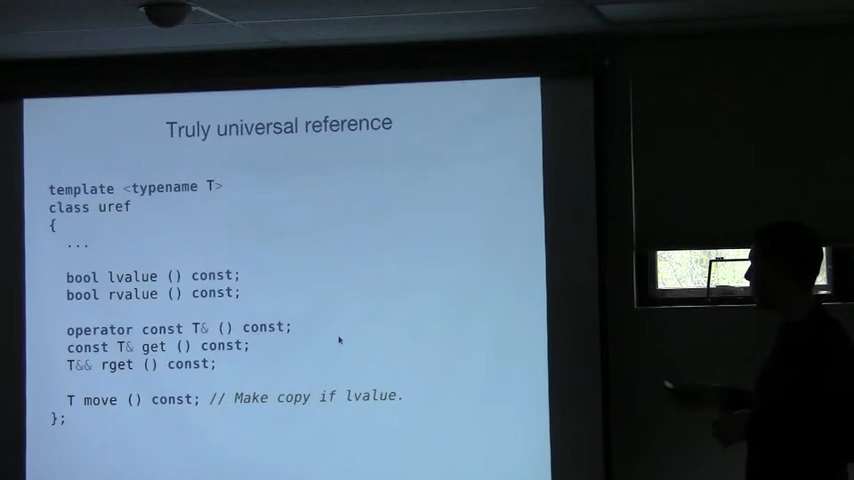 Truly universal reference
template <typename T>
class uref
{
...
bool lvalue () const;
bool rvalue () const;
operator const T& () const;
const T& get () const;
T&& rget () const;
T move () const; // Make copy if lvalue.
};